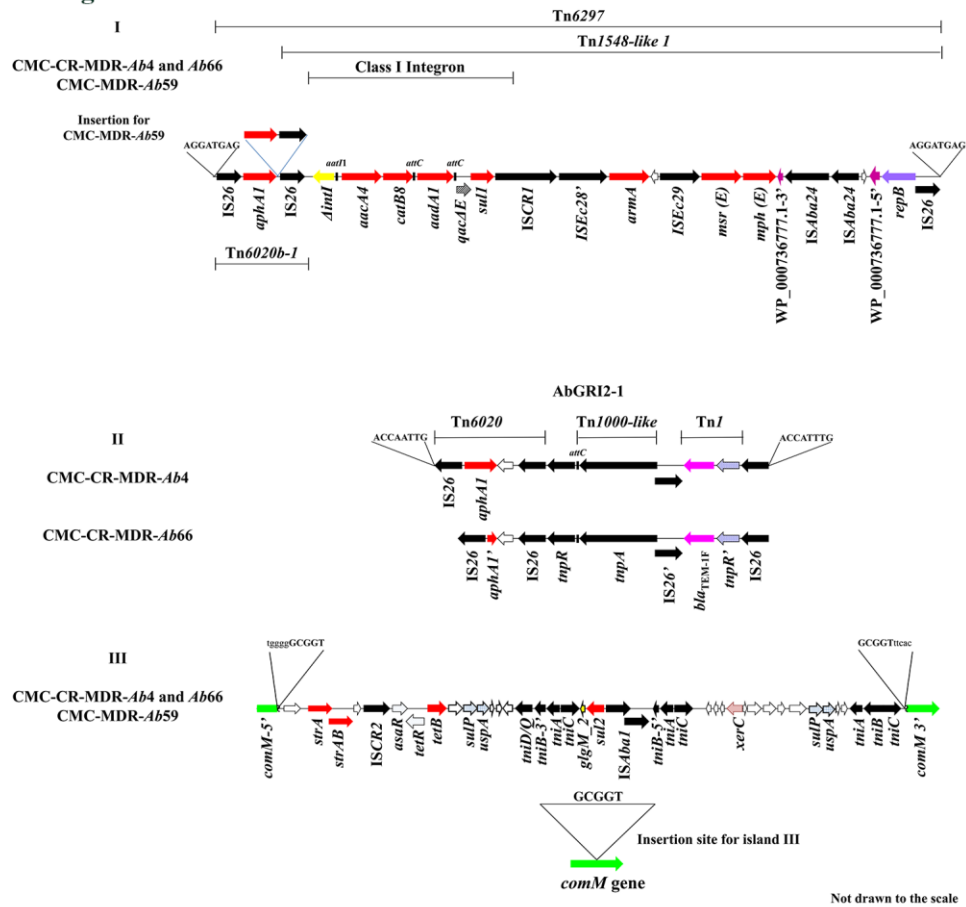 Tn6297
I
Tn1548-like 1
CMC-CR-MDR-Ab4 and Ab66
CMC-MDR-Ab59
Class I Integron
Insertion for
CMC-MDR-Ab59
AGGATGAG
AGGATGAG
attC
attC
IS26
aphA1
IS26
ΔintI
aacA4
catB8
aadA1
qacΔE
sul1
ISCR1
ISEc28'
armA
ISEc29
msr (E)
mph (E)
WP_000736777.1-3'
ISAba24
ISAba24
WP_000736777.1-5'
repB
IS26
Tn6020b-1
AbGRI2-1
II
Tn6020
Tn1000-like
Tn1
ACCAATTG
ACCATTTG
attC
CMC-CR-MDR-Ab4
IS26
aphA1
CMC-CR-MDR-Ab66
IS26
aphA1'
IS26
tnpR
tnpA
IS26'
blaTEM-1F
tnpR'
IS26
III
tggggGCGGT
GCGGTttcac
CMC-CR-MDR-Ab4 and Ab66
CMC-MDR-Ab59
comM-5'
strA
strAB
ISCR2
asaR
tetR
tetB
sulP
uspA
tniD/Q
tniB-3'
tniA
tniC
glgM_2
sul2
ISAba1
tniB-5'
tniA
tniC
xerC
sulP
uspA
tniA
tniB
tniC
comM 3'
GCGGT
Insertion site for island III
comM gene
Not drawn to the scale